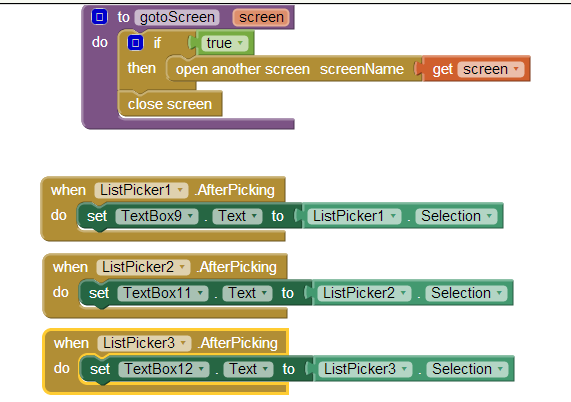 to gotoScreen screen
do if true
then open another screen screenName get screen
close screen
when ListPicker1 .AfterPicking
do set TextBox9 . Text to ListPicker1 . Selection
when ListPicker2 .AfterPicking
do set TextBox11 . Text to ListPicker2 . Selection
when ListPicker3 .AfterPicking
do set TextBox12 . Text to ListPicker3 . Selection